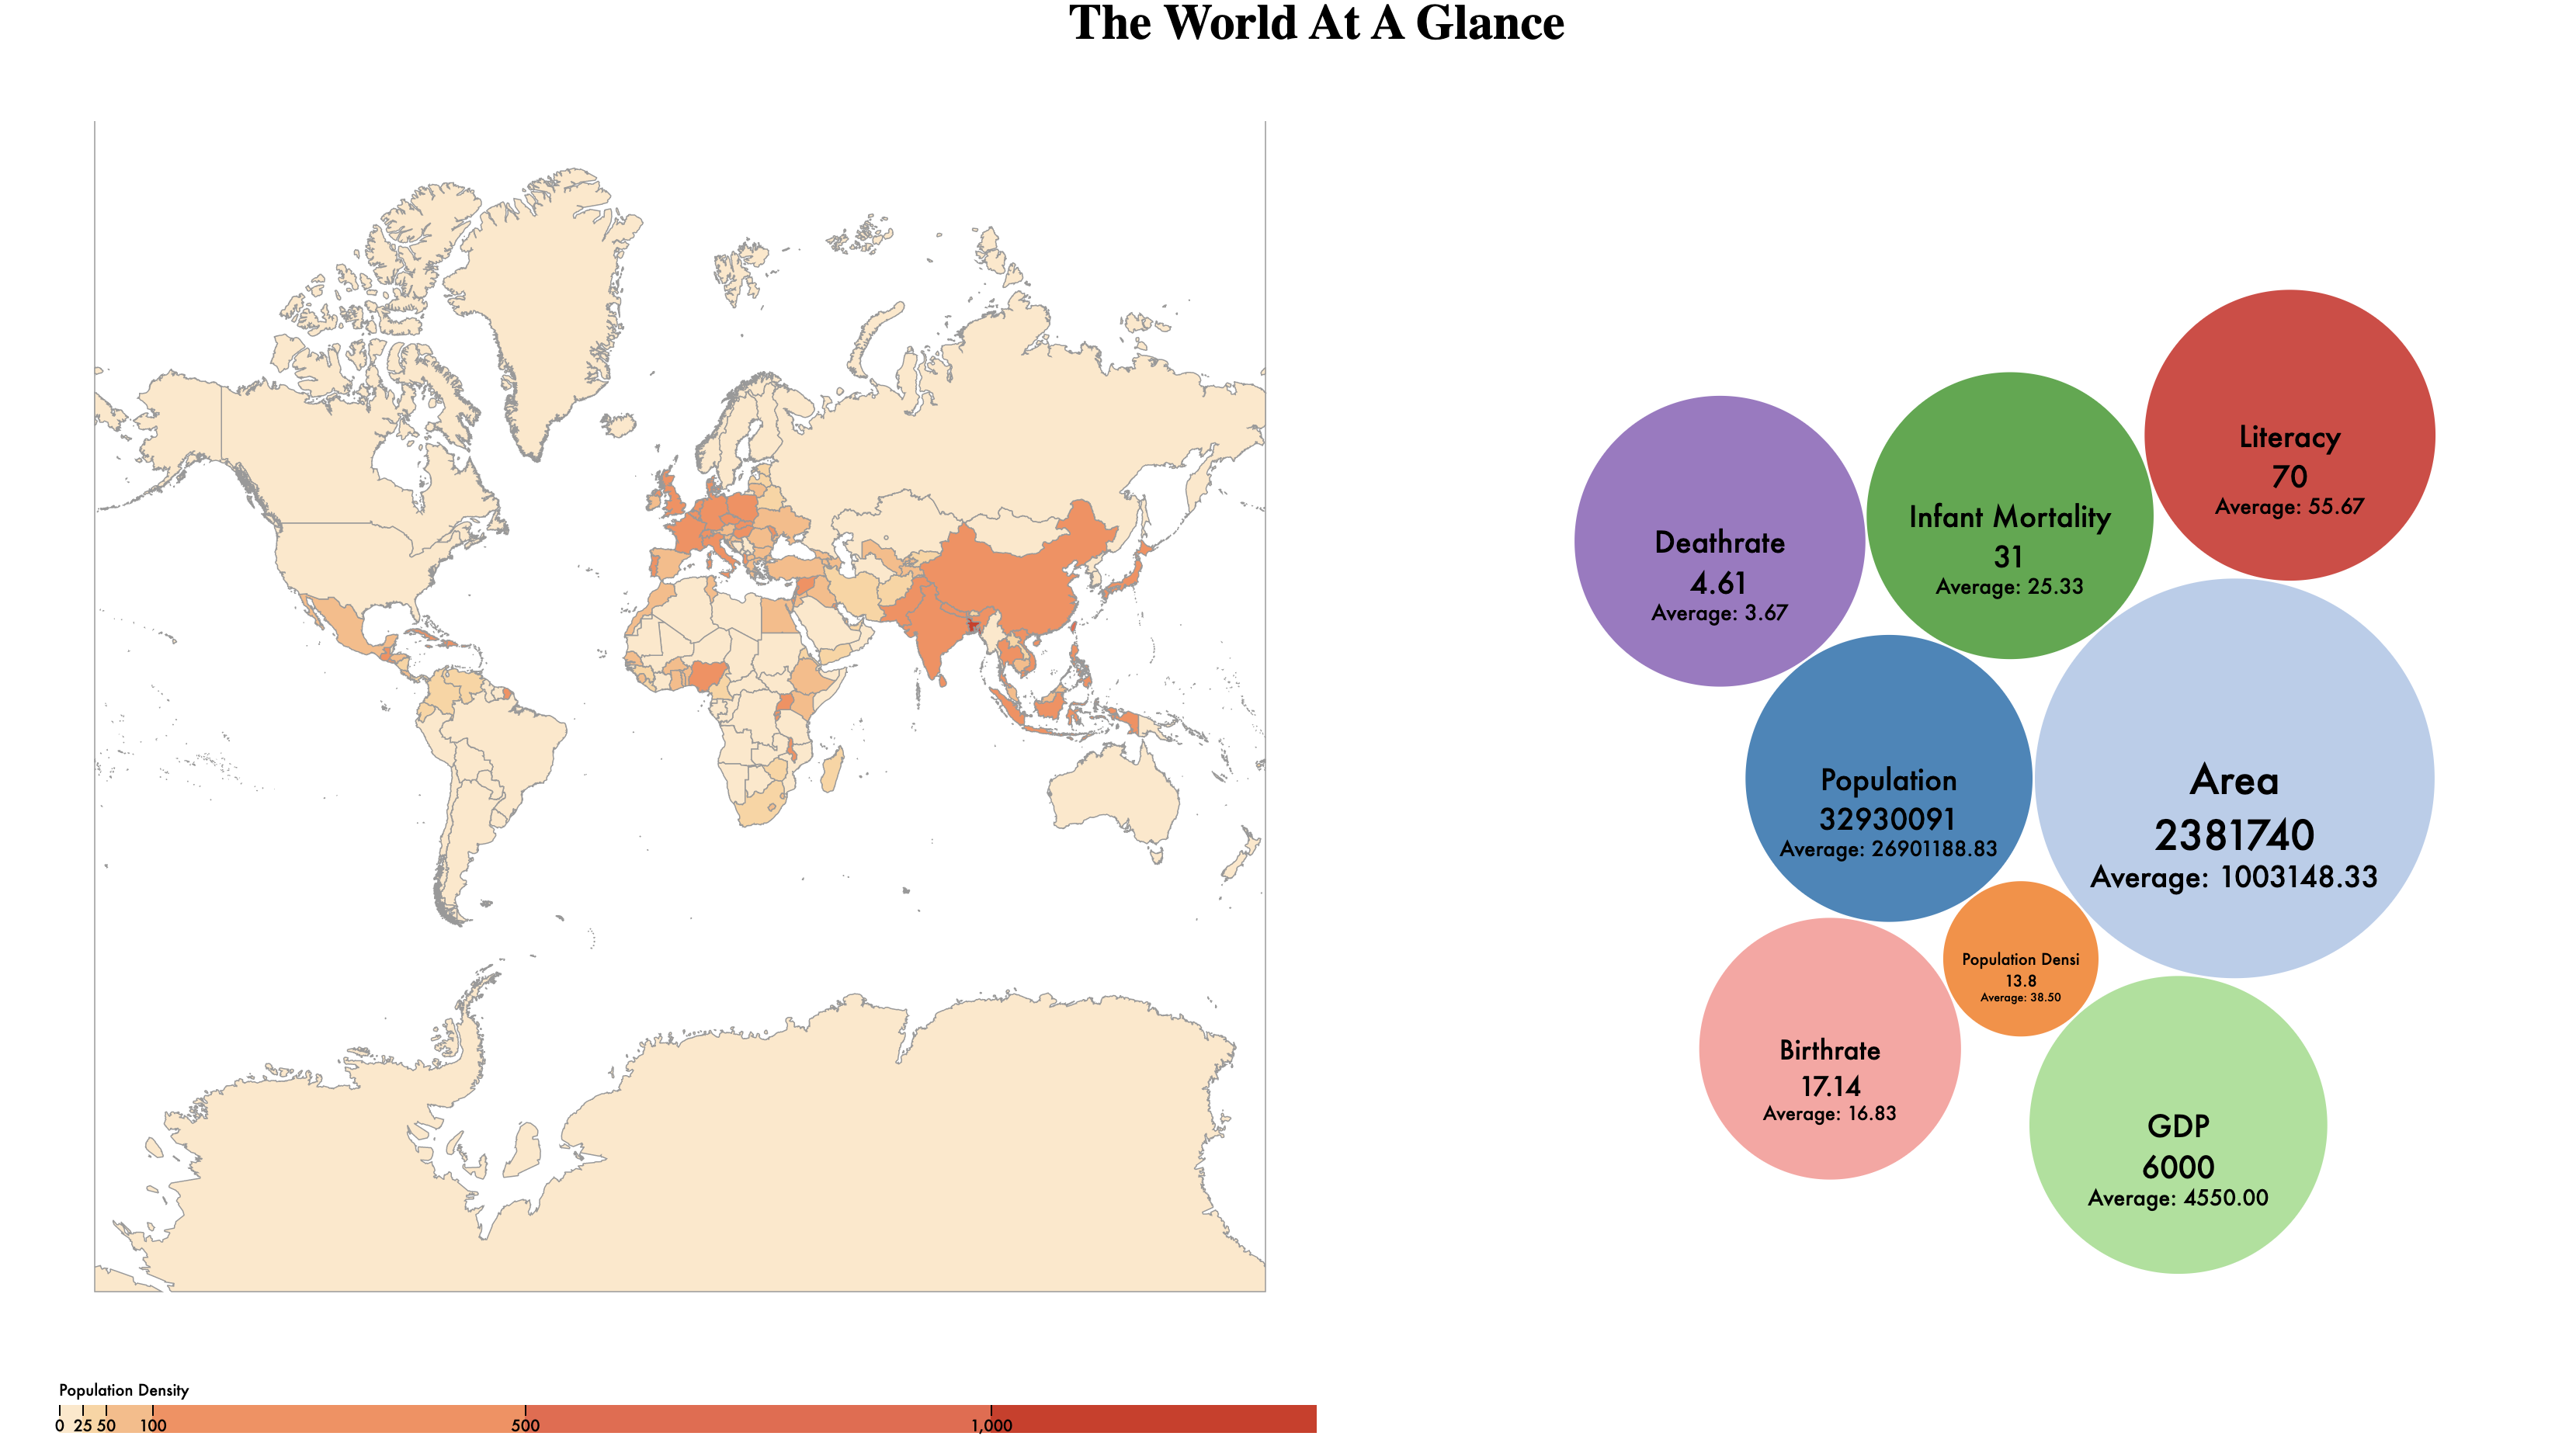 The World At A Glance
Literacy
70
Average: 55.67
Infant Mortality
31
Average: 25.33
Deathrate
4.61
Average: 3.67
Population
32930091
Average: 26901188.83
Area
2381740
Average: 1003148.33
Population Densi
13.8
Average: 38.50
Birthrate
17.14
Average: 16.83
GDP
6000
Average: 4550.00
Population Density
0 25 50 100 500 1,000